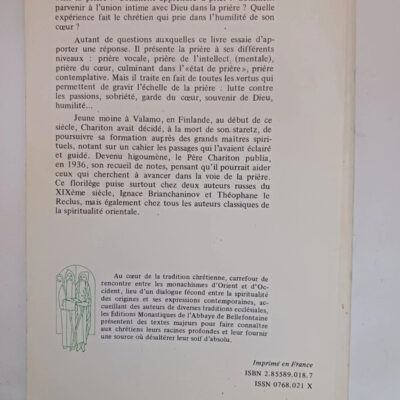 parvenir à l'union intime avec Dieu dans la prière ? Quelle
expérience fait le chrétien qui prie dans l'humilité de son
cœur ?
Autant de questions auxquelles ce livre essaie d'ap-
porter une réponse. Il présente la prière à ses différents
niveaux : prière vocale, prière de l'intellect, (mentale),
prière du cœur, culminant dans l'«état de prière», prière
contemplative. Mais il traite en fait de toutes les vertus qui
permettent de gravir l'échelle de la prière : lutte contre
les passions, sobriété, garde du cœur, souvenir de Dieu,
humilité...
Jeune moine à Valamo, en Finlande, au début de ce
siècle, Chariton avait décidé, à la mort de son staretz, de
poursuivre sa formation auprès des grands maîtres spiri-
tuels, notant sur un cahier les passages qui l'avaient éclairé
et guidé. Devenu higoumène, le Père Chariton publia,
en 1936, son recueil de notes, pensant qu'il pourrait aider
ceux qui cherchent à avancer dans la voie de la prière.
Ce florilège puise surtout chez deux auteurs russes du
XIXème siècle, Ignace Brianchaninov et Théophane le
Reclus, mais également chez tous les auteurs classiques de
la spiritualité orientale.
Au cœur de la tradition chrétienne, carrefour de
rencontre entre les monachismes d'Orient et d'Oc-
cident, lieu d'un dialogue fécond entre la spiritualité
des origines et ses expressions contemporaines, ac-
cueillant des auteurs de diverses traditions ecclésiales,
les Éditions Monastiques de l'Abbaye de Bellefontaine
présentent des textes majeurs pour faire connaître
aux chrétiens leurs racines profondes et leur fournir
une source où désaltérer leur soif d'absolu.
Imprimé en France
ISBN 2.85589.018.7
ISSN 0768.021 X